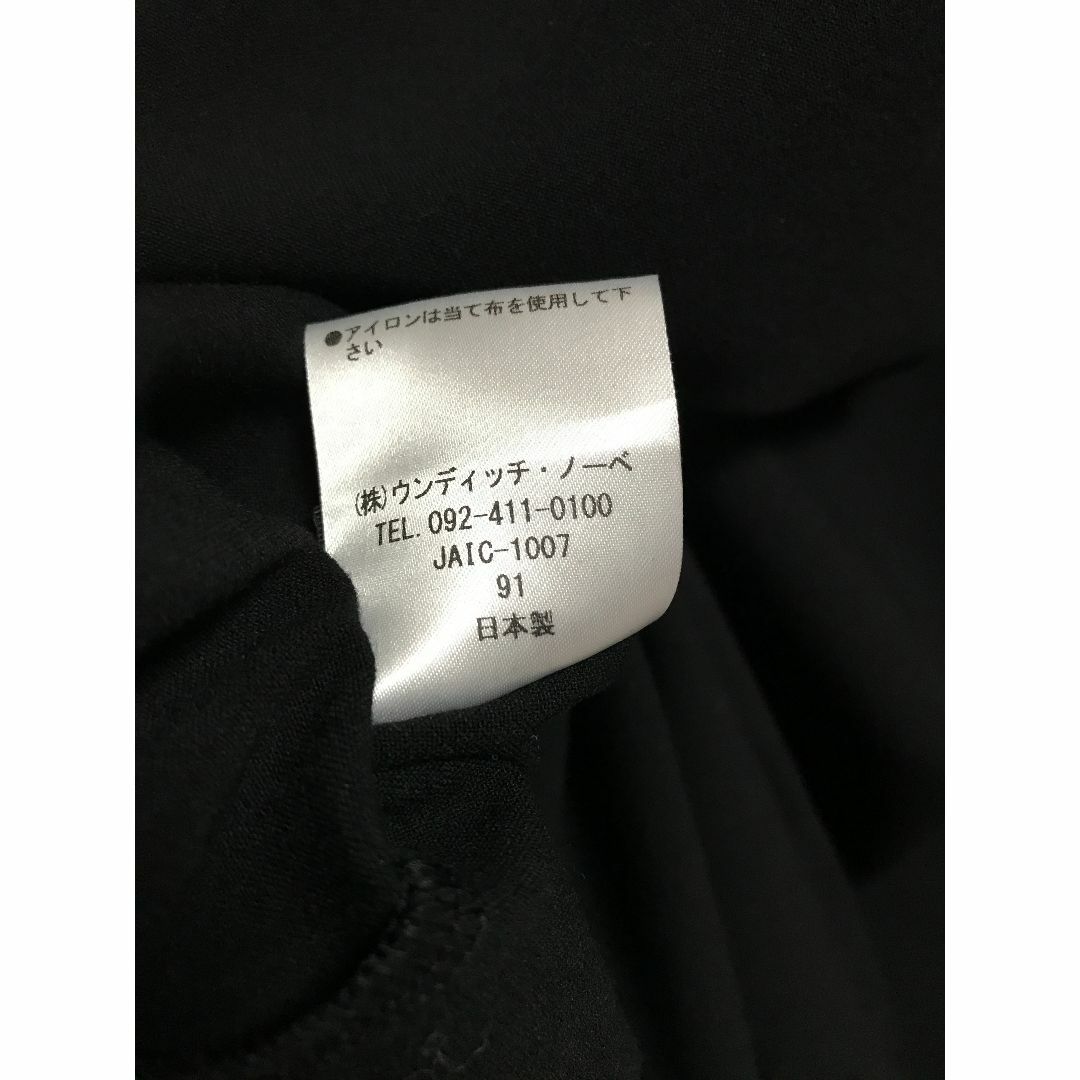 ●アイロンは当て布を使用して下
さい
(株)ウンディッチ・ノーベ
TEL. 092-411-0100
JAIC-1007
91
日本製